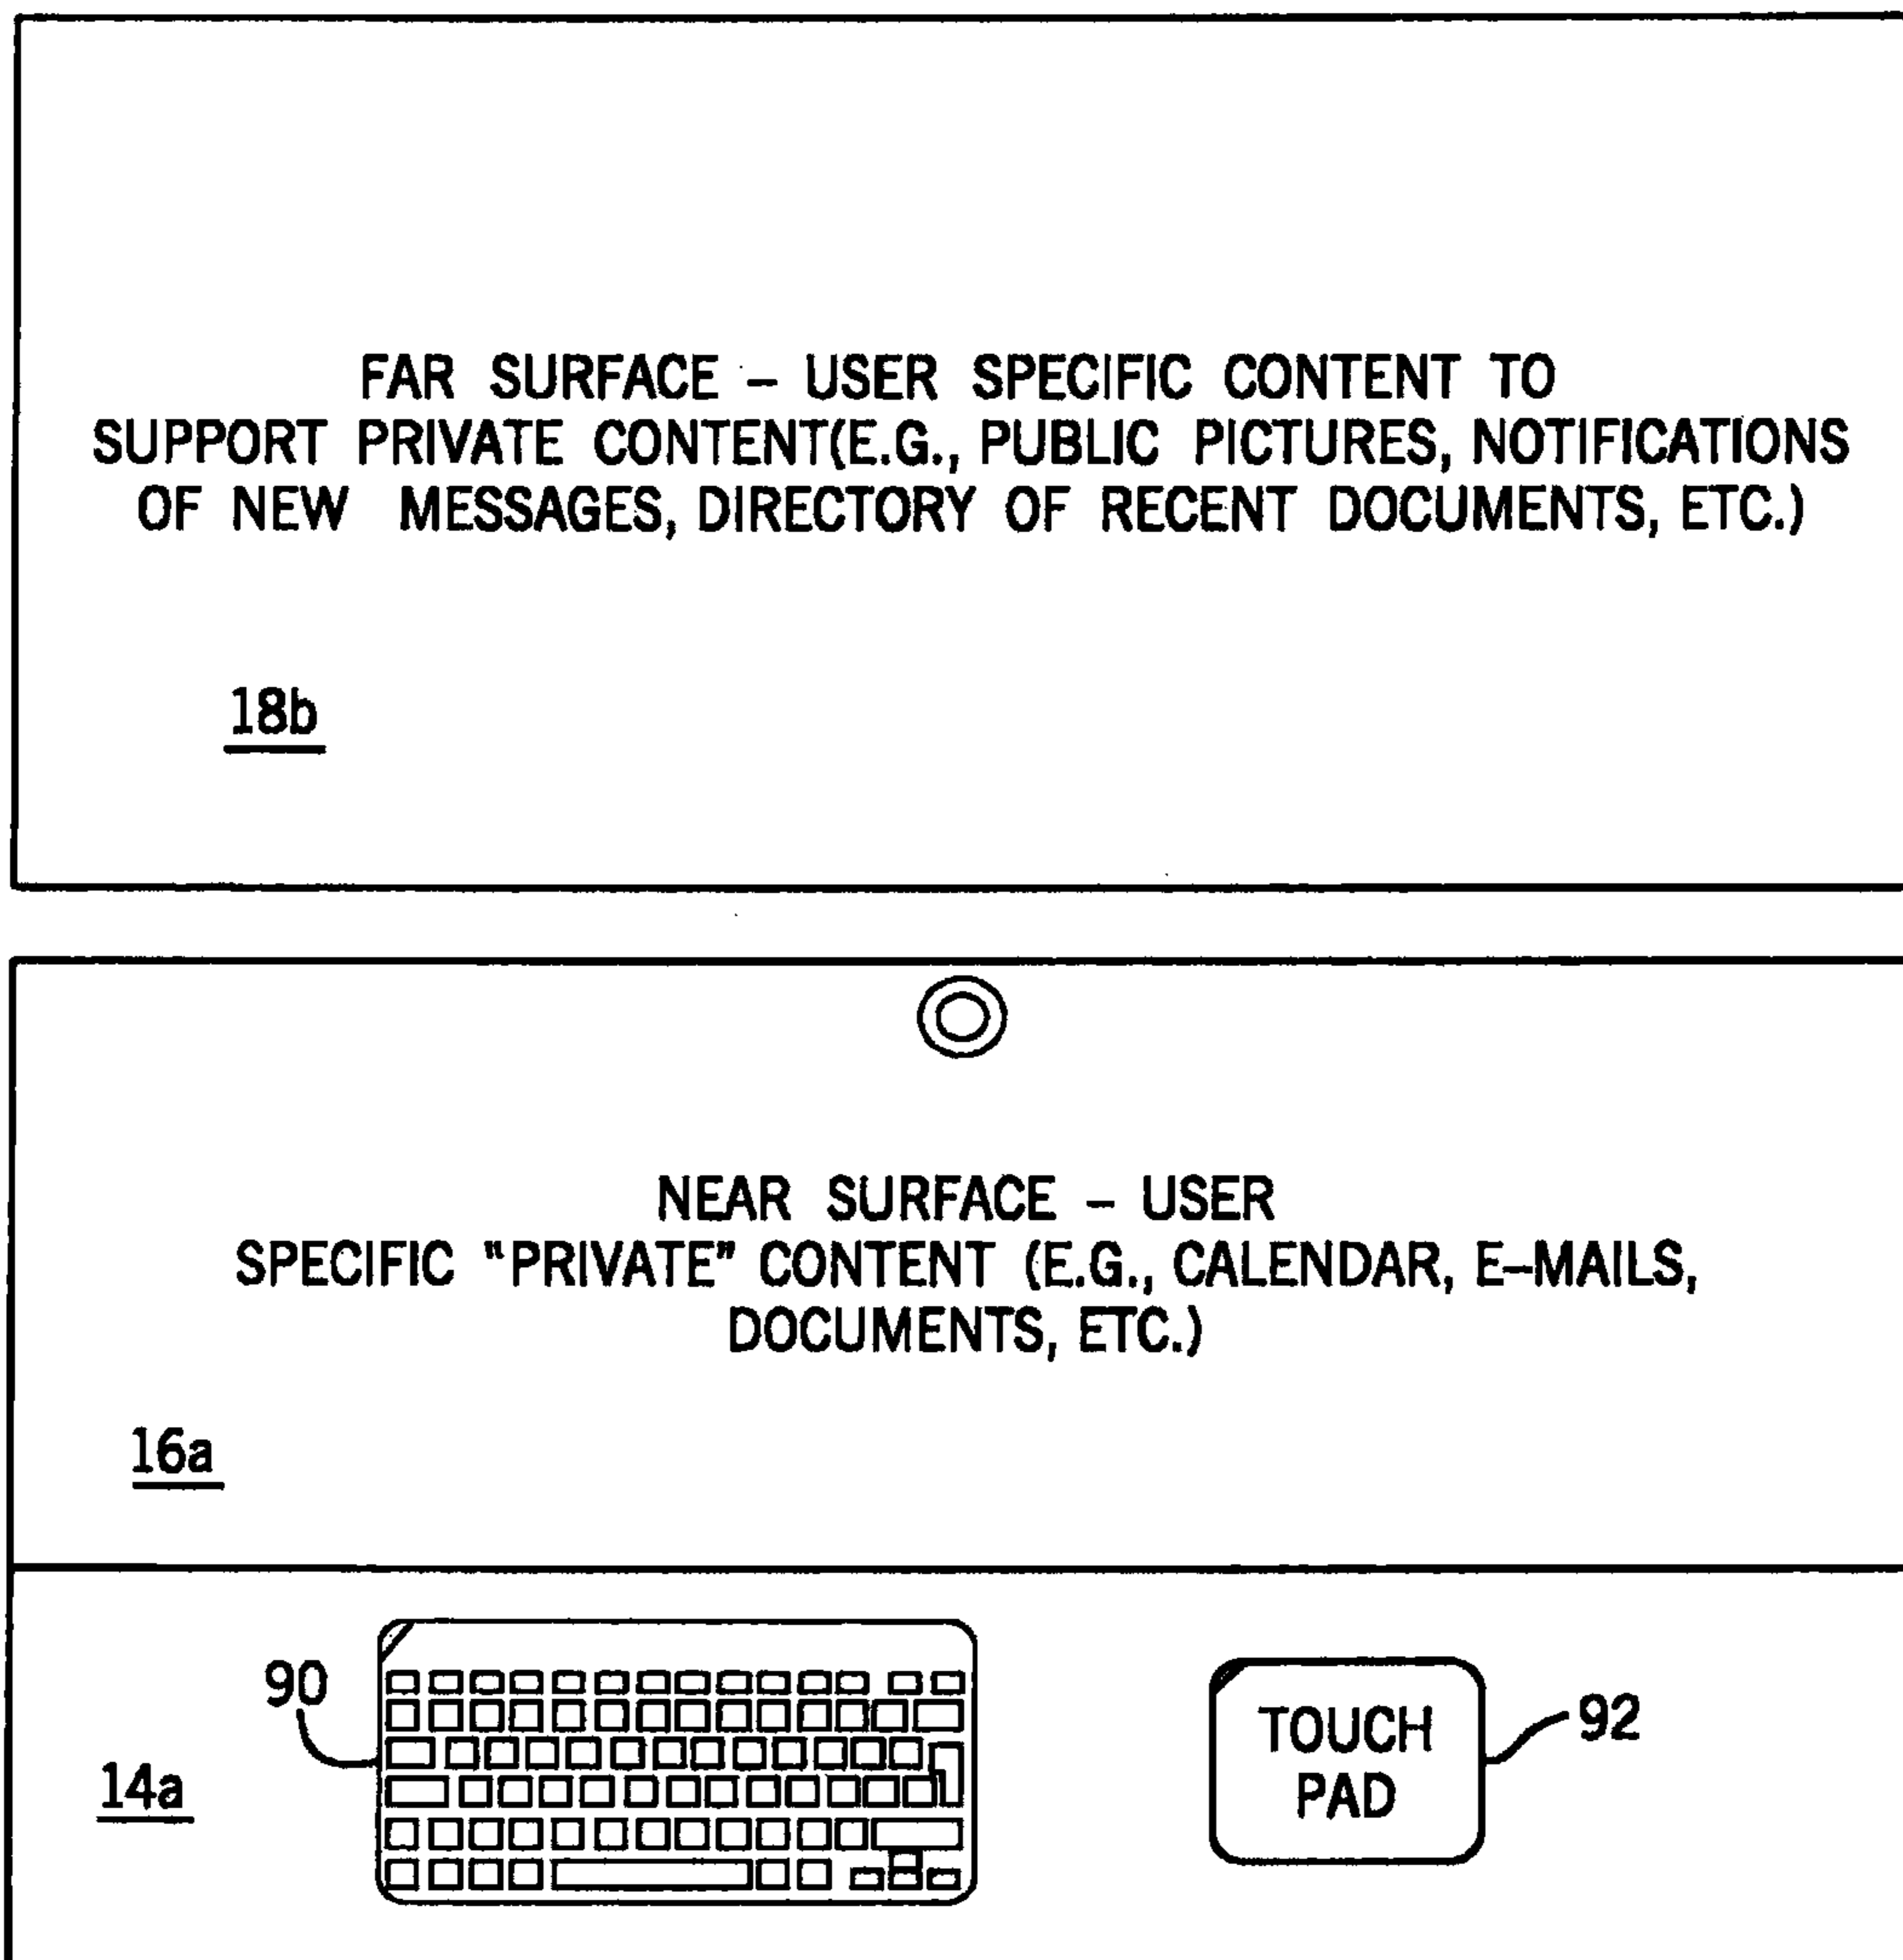 FAR SURFACE – USER SPECIFIC CONTENT TO
SUPPORT PRIVATE CONTENT(E.G., PUBLIC PICTURES, NOTIFICATIONS
OF NEW MESSAGES, DIRECTORY OF RECENT DOCUMENTS, ETC.)
18b
NEAR SURFACE – USER
SPECIFIC "PRIVATE" CONTENT (E.G., CALENDAR, E–MAILS,
DOCUMENTS, ETC.)
16a
90
14a
TOUCH
PAD
92